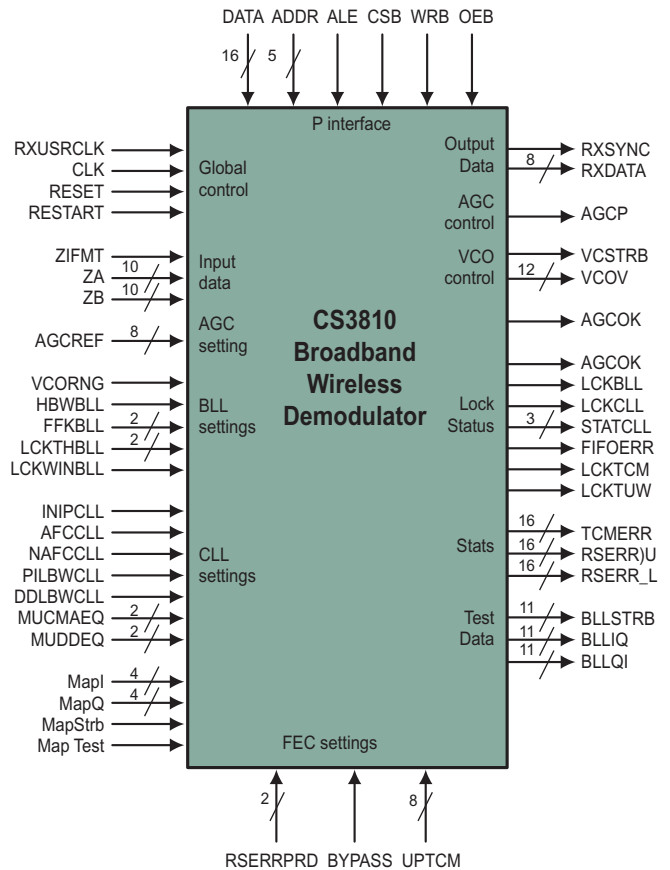 DATA ADDR ALE CSB WRB OEB
16 5
P interface
RXUSRCLK
CLK
RESET
RESTART
Global
control
Output
Data
RXSYNC
8 RXDATA
AGC
control
AGCP
ZIFMT
10 ZA
10 ZB
Input
data
VCO
control
VCSTRB
12 VCOV
AGCREF 8
AGC
setting
CS3810
Broadband
Wireless
Demodulator
AGCOK
VCORNG
HBWBLL
FFKBLL 2
LCKTHBLL 2
LCKWINBLL
BLL
settings
Lock
Status
AGCOK
LCKBLL
LCKCLL
3 STATCLL
FIFOERR
LCKTCM
LCKTUW
INIPCLL
AFCCLL
NAFCCLL
PILBWCLL
DDLBWCLL
MUCMAEQ 2
MUDDEQ 2
CLL
settings
Stats
16 TCMERR
16 RSERR)U
16 RSERR_L
Test
Data
11 BLLSTRB
11 BLLIQ
11 BLLQI
MapI 4
MapQ 4
MapStrb
Map Test
FEC settings
2 8
RSERRPRD BYPASS UPTCM